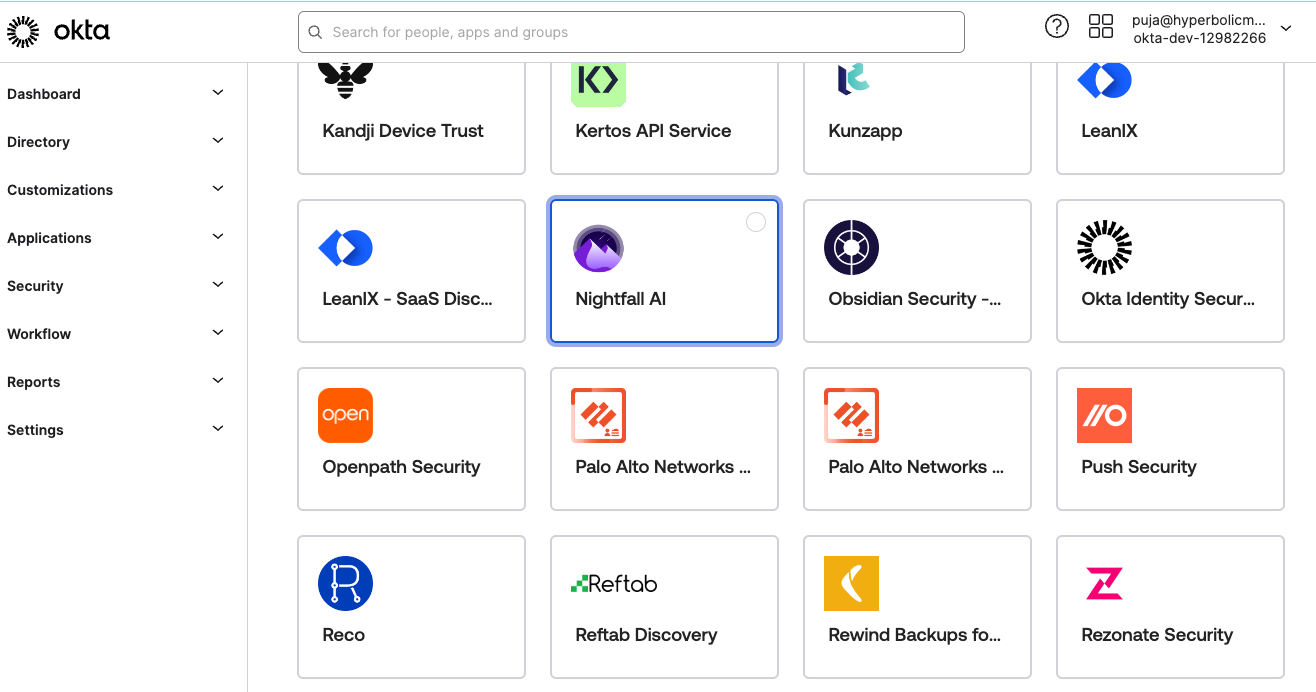 okta
Search for people, apps and groups
puja@hyperbolicm...
okta-dev-12982266
Dashboard
Directory
Customizations
Applications
Security
Workflow
Reports
Settings
Kandji Device Trust
Kertos API Service
Kunzapp
LeanIX
LeanIX - SaaS Disc...
Nightfall AI
Obsidian Security -...
Okta Identity Secur...
open
Openpath Security
Palo Alto Networks ...
Palo Alto Networks ...
Push Security
Reco
Reftab
Reftab Discovery
Rewind Backups fo...
Rezonate Security